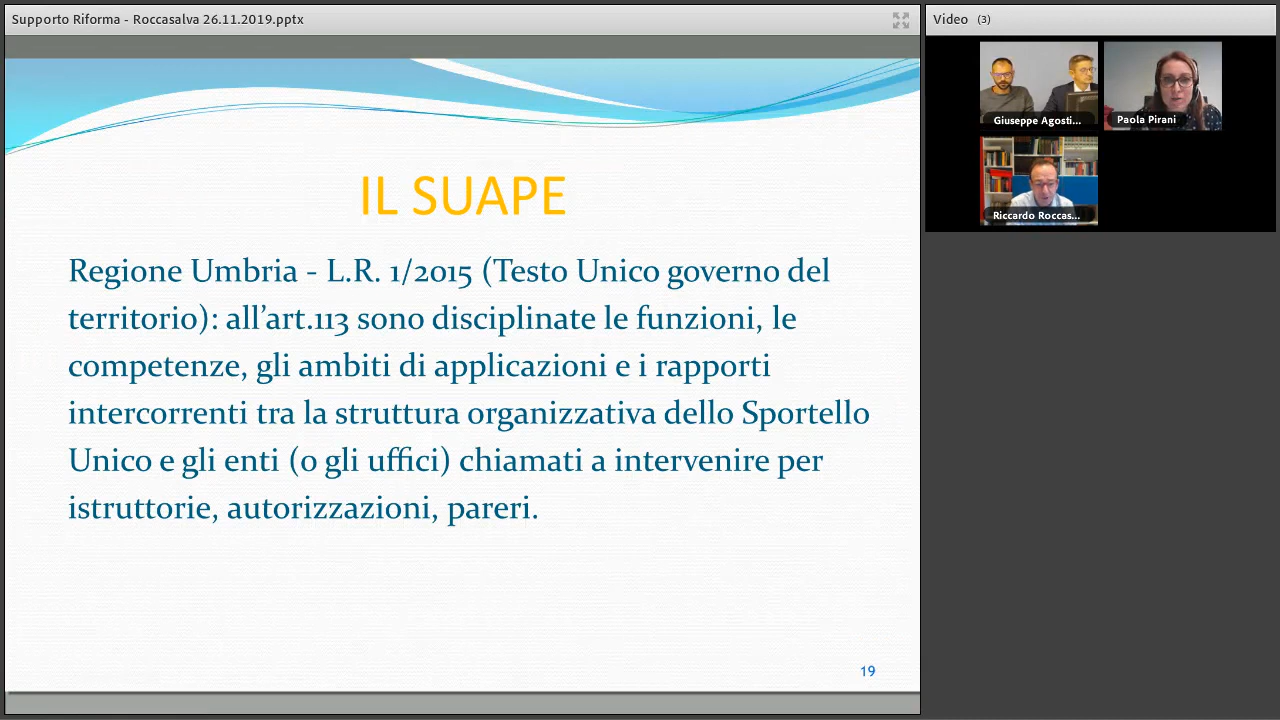 Supporto Riforma - Roccasalva 26.11.2019.pptx
IL SUAPE
Regione Umbria - L.R. 1/2015 (Testo Unico governo del
territorio): all’art.113 sono disciplinate le funzioni, le
competenze, gli ambiti di applicazioni e i rapporti
intercorrenti tra la struttura organizzativa dello Sportello
Unico e gli enti (o gli uffici) chiamati a intervenire per
istruttorie, autorizzazioni, pareri.
19
Video (3)
Giuseppe Agosti...
Paola Pirani
Riccardo Roccas...